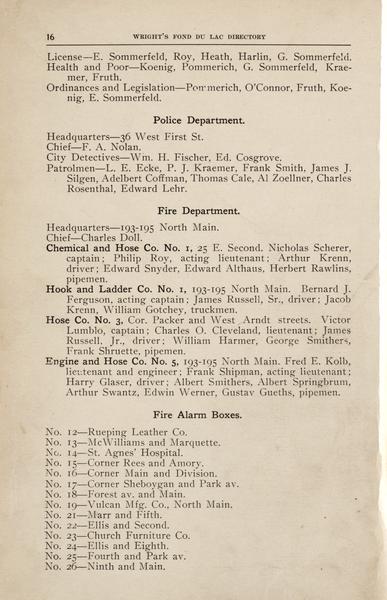 16 WRIGHT'S FOND DU LAC DIRECTORY
License—E. Sommerfeld, Roy, Heath, Harlin, G. Sommerfeld.
Health and Poor—Koenig, Pommerich, G. Sommerfeld, Krae-
mer, Fruth.
Ordinances and Legislation—Pommerich, O'Connor, Fruth, Koe-
nig, E. Sommerfeld.
Police Department.
Headquarters—36 West First St.
Chief—F. A. Nolan.
City Detectives—Wm. H. Fischer, Ed. Cosgrove.
Patrolmen—L. E. Ecke, P. J. Kraemer, Frank Smith, James J.
Silgen, Adelbert Coffman, Thomas Cale, Al Zoellner, Charles
Rosenthal, Edward Lehr.
Fire Department.
Headquarters—193-195 North Main.
Chief—Charles Doll.
Chemical and Hose Co. No. 1, 25 E. Second. Nicholas Scherer,
captain; Philip Roy, acting lieutenant; Arthur Krenn,
driver; Edward Snyder, Edward Althaus, Herbert Rawlins,
pipemen.
Hook and Ladder Co. No. 1, 193-195 North Main. Bernard J.
Ferguson, acting captain; James Russell, Sr., driver; Jacob
Krenn, William Gotchey, truckmen.
Hose Co. No. 3, Cor. Packer and West Arndt streets. Victor
Lumblo, captain; Charles O. Cleveland, lieutenant; James
Russell, Jr., driver; William Harmer, George Smithers,
Frank Shruette, pipemen.
Engine and Hose Co. No. 5, 193-195 North Main. Fred E. Kolb,
lieutenant and engineer; Frank Shipman, acting lieutenant;
Harry Glaser, driver; Albert Smithers, Albert Springbrum,
Arthur Swantz, Edwin Werner, Gustav Gueths, pipemen.
Fire Alarm Boxes.
No. 12—Rueping Leather Co.
No. 13—McWilliams and Marquette.
No. 14—St. Agnes' Hospital.
No. 15—Corner Rees and Amory.
No. 16—Corner Main and Division.
No. 17—Corner Sheboygan and Park av.
No. 18—Forest av. and Main.
No. 19—Vulcan Mfg. Co., North Main.
No. 21—Marr and Fifth.
No. 22—Ellis and Second.
No. 23—Church Furniture Co.
No. 24—Ellis and Eighth.
No. 25—Fourth and Park av.
No. 26—Ninth and Main.